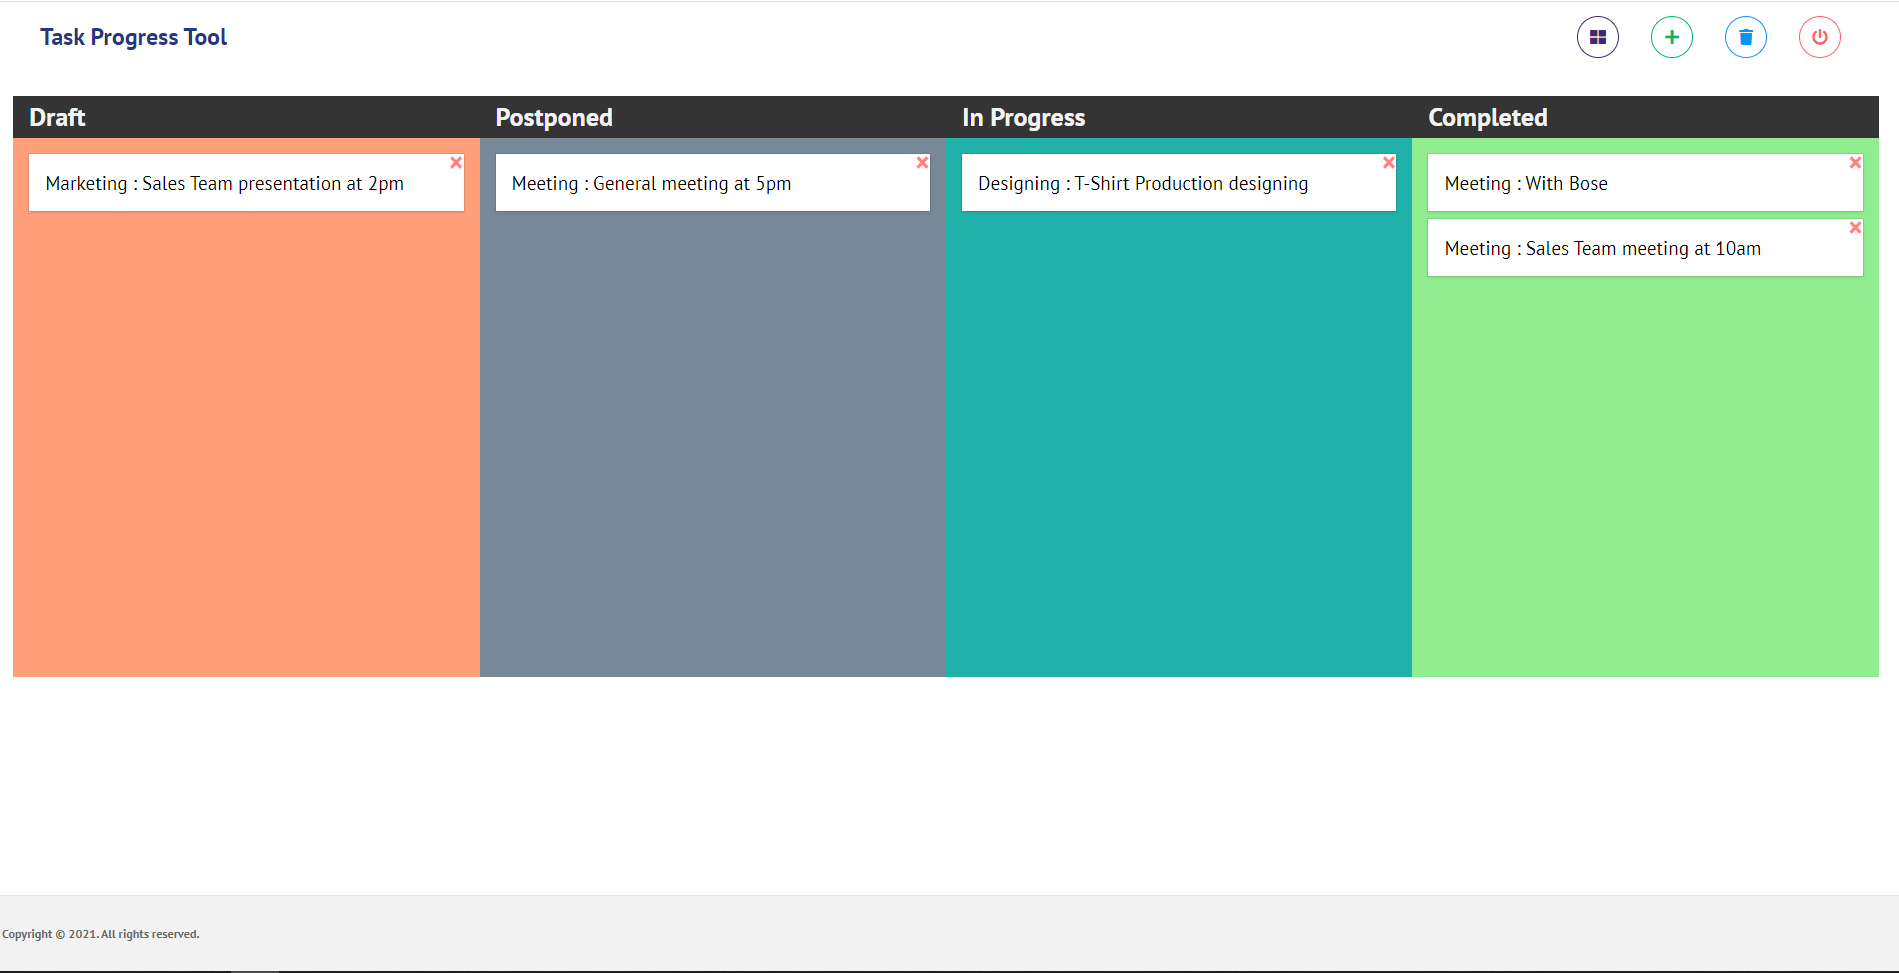 Task Progress Tool
Draft
Postponed
In Progress
Completed
Marketing : Sales Team presentation at 2pm
Meeting : General meeting at 5pm
Designing : T-Shirt Production designing
Meeting : With Bose
Meeting : Sales Team meeting at 10am
Copyright © 2021. All rights reserved.